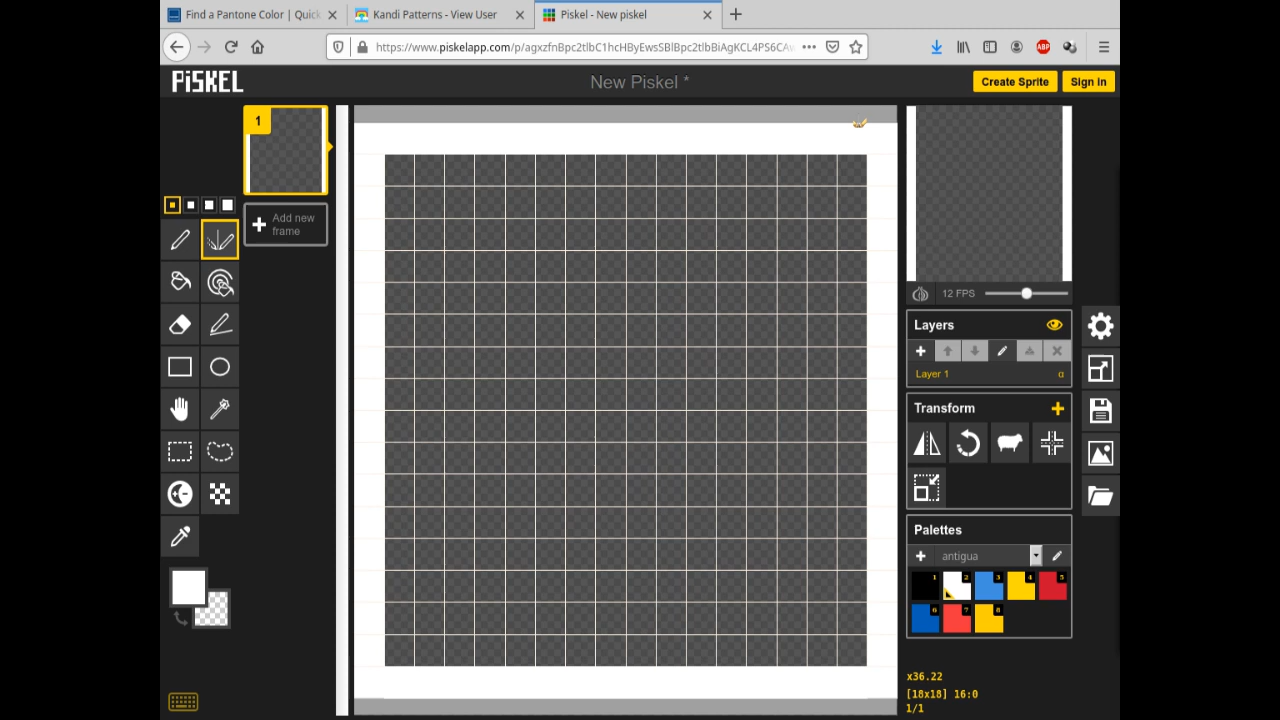 Find a Pantone Color | Quick
Kandi Patterns - View User
Piskel - New piskel
https://www.piskelapp.com/p/agxzfnBpc2tlbC1hcHByEwsSBlBpc2tlbBiAgKCL4PS6CAw
ABP
PiSKEL
New Piskel *
Create Sprite
Sign in
1
Add new
frame
12 FPS
Layers
Layer 1
α
Transform
Palettes
antigua
1 2 3 4 5
6 7 8
x36.22
[18x18] 16:0
1/1